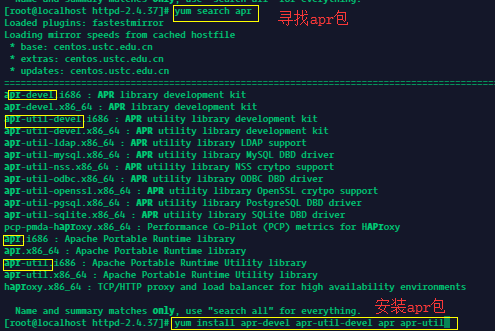 Name and summary matches only, use "search all" for everything.
[root@localhost httpd-2.4.37]# yum search apr
寻找apr包
Loaded plugins: fastestmirror
Loading mirror speeds from cached hostfile
* base: centos.ustc.edu.cn
* extras: centos.ustc.edu.cn
* updates: centos.ustc.edu.cn
apr-devel.i686 : APR library development kit
apr-devel.x86_64 : APR library development kit
apr-util-devel.i686 : APR utility library development kit
apr-util-devel.x86_64 : APR utility library development kit
apr-util-ldap.x86_64 : APR utility library LDAP support
apr-util-mysql.x86_64 : APR utility library MySQL DBD driver
apr-util-nss.x86_64 : APR utility library NSS crytpo support
apr-util-odbc.x86_64 : APR utility library ODBC DBD driver
apr-util-openssl.x86_64 : APR utility library OpenSSL crytpo support
apr-util-pgsql.x86_64 : APR utility library PostgreSQL DBD driver
apr-util-sqlite.x86_64 : APR utility library SQLite DBD driver
pcp-pmda-haproxy.x86_64 : Performance Co-Pilot (PCP) metrics for HAProxy
apr.i686 : Apache Portable Runtime library
apr.x86_64 : Apache Portable Runtime library
apr-util.i686 : Apache Portable Runtime Utility library
apr-util.x86_64 : Apache Portable Runtime Utility library
haproxy.x86_64 : TCP/HTTP proxy and load balancer for high availability environments
安装apr包
Name and summary matches only, use "search all" for everything.
[root@localhost httpd-2.4.37]# yum install apr-devel apr-util-devel apr apr-util